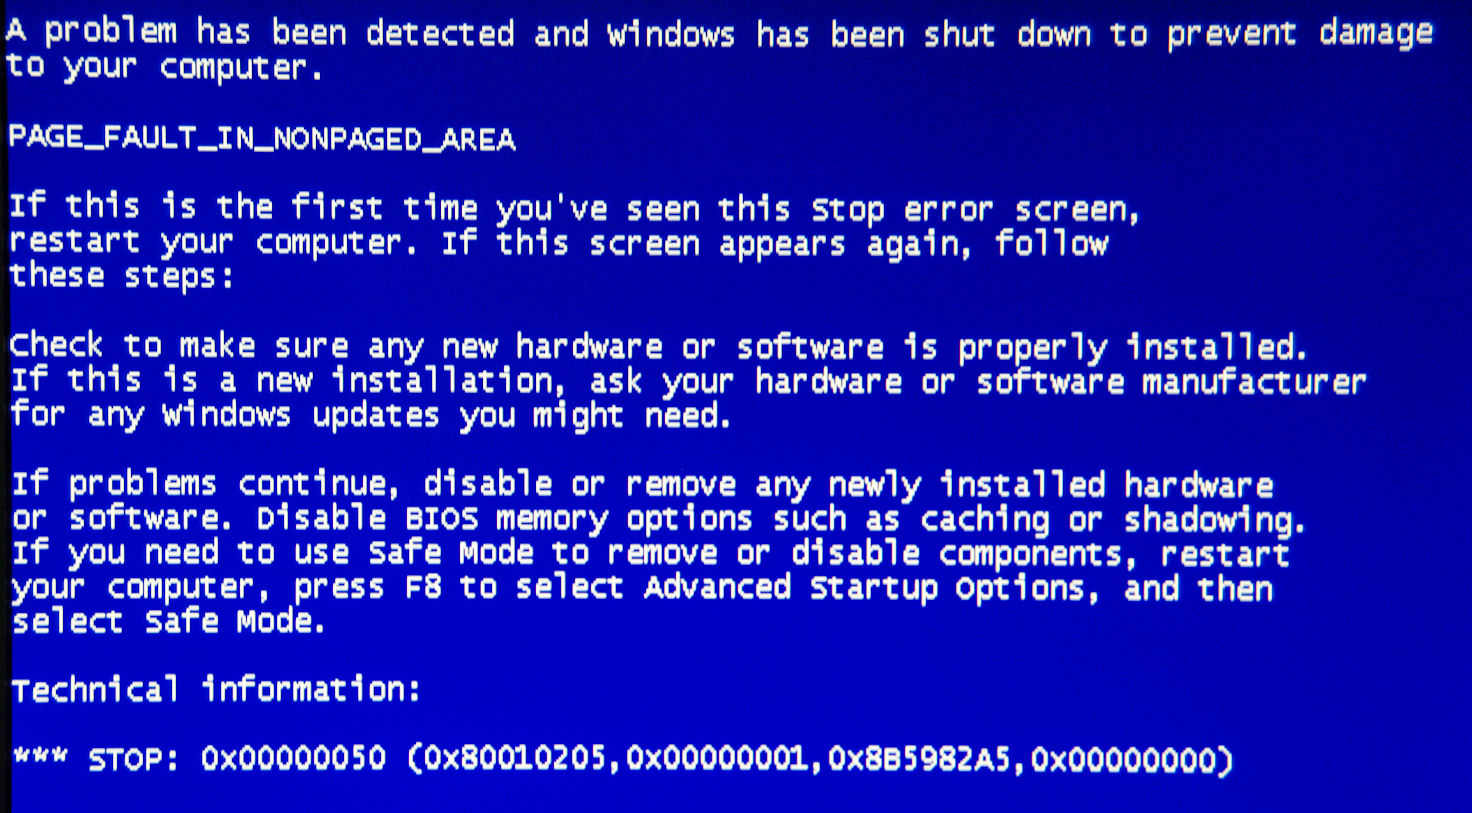 A problem has been detected and Windows has been shut down to prevent damage
to your computer.
PAGE_FAULT_IN_NONPAGED_AREA
If this is the first time you've seen this Stop error screen,
restart your computer. If this screen appears again, follow
these steps:
Check to make sure any new hardware or software is properly installed.
If this is a new installation, ask your hardware or software manufacturer
for any Windows updates you might need.
If problems continue, disable or remove any newly installed hardware
or software. Disable BIOS memory options such as caching or shadowing.
If you need to use Safe Mode to remove or disable components, restart
your computer, press F8 to select Advanced Startup Options, and then
select Safe Mode.
Technical information:
*** STOP: 0x00000050 (0x80010205,0x00000001,0x8B5982A5,0x00000000)